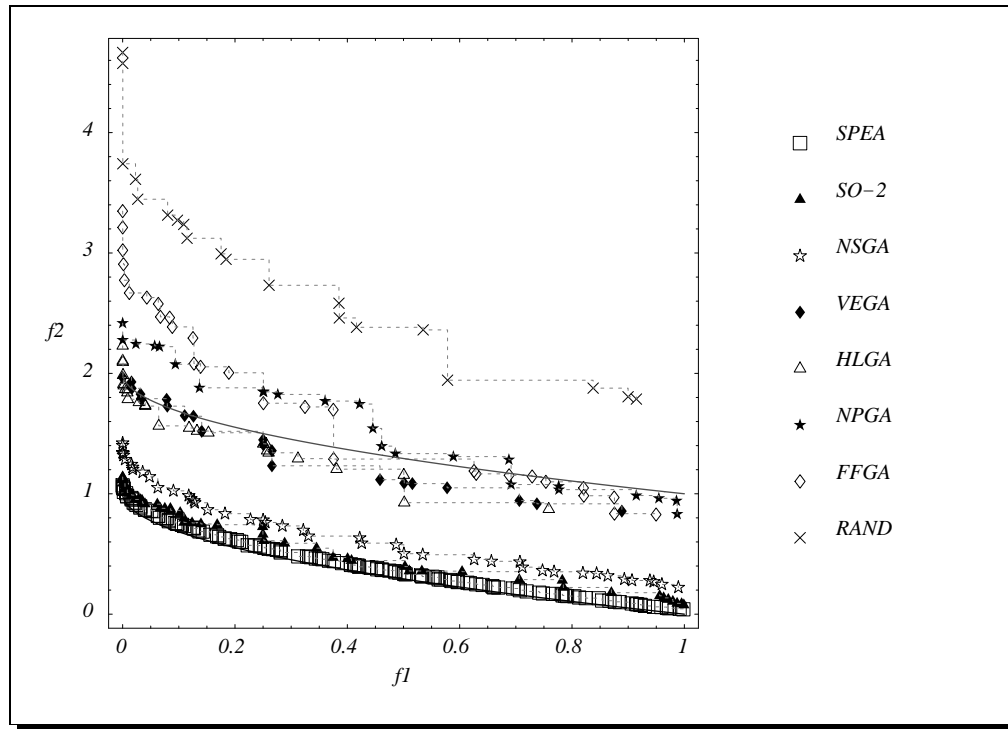 4
3
2
1
0
f2
0
0.2
0.4
0.6
0.8
1
f1
SPEA
SO-2
NSGA
VEGA
HLGA
NPGA
FFGA
RAND